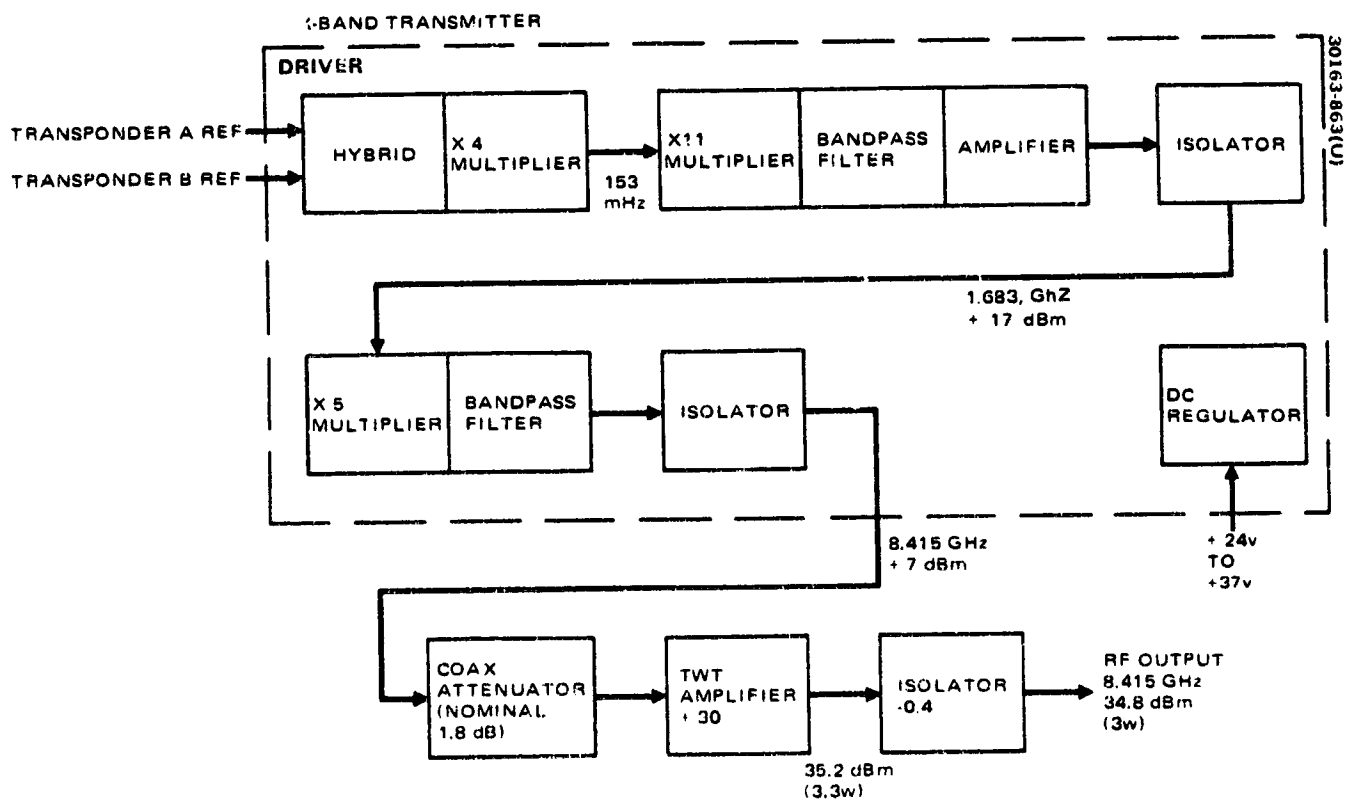 -BAND TRANSMITTER
30163-863(U)
DRIVER
TRANSPONDER A REF
TRANSPONDER B REF
HYBRID
X 4
MULTIPLIER
153
mHz
X11
MULTIPLIER
BANDPASS
FILTER
AMPLIFIER
ISOLATOR
1.683, GhZ
+ 17 dBm
X 5
MULTIPLIER
BANDPASS
FILTER
ISOLATOR
DC
REGULATOR
8.415 GHz
+ 7 dBm
+ 24v
TO
+37v
COAX
ATTENUATOR
(NOMINAL
1.8 dB)
TWT
AMPLIFIER
+ 30
35.2 dBm
(3.3w)
ISOLATOR
-0.4
RF OUTPUT
8.415 GHz
34.8 dBm
(3w)